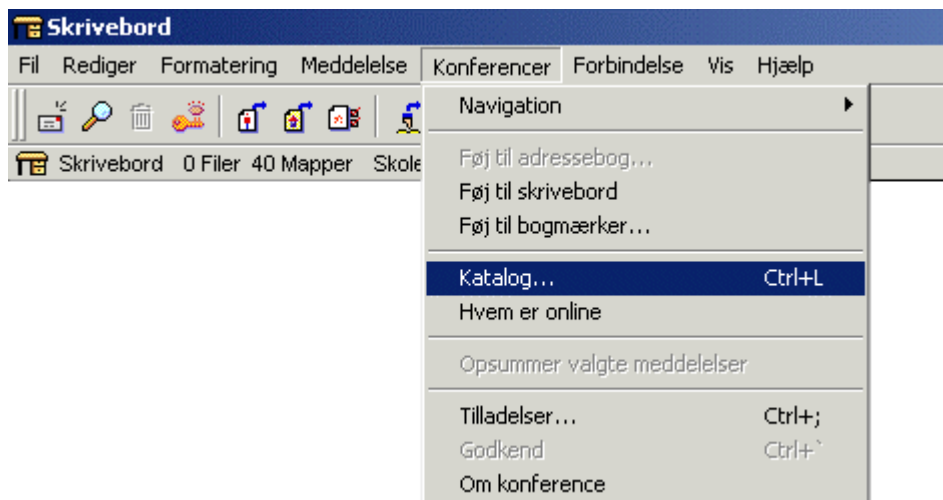 Skrivebord
Fil Rediger Formatering Meddelelse Konferencer Forbindelse Vis Hjælp
Skrivebord 0 Filer 40 Mapper Skole
Navigation
Føj til adressebog...
Føj til skrivebord
Føj til bogmærker...
Katalog... Ctrl+L
Hvem er online
Opsummer valgte meddelelser
Tilladelser... Ctrl+;
Godkend Ctrl+`
Om konference